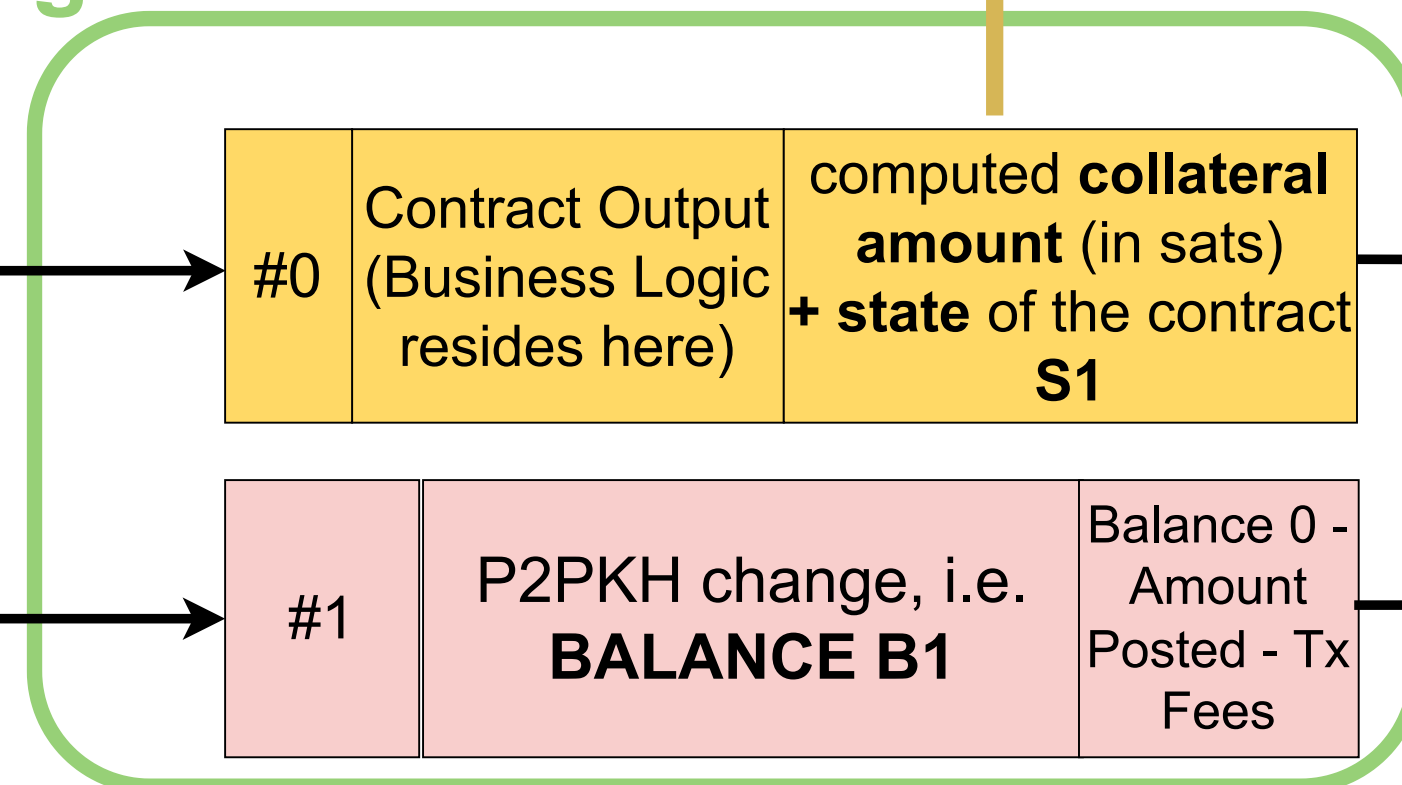 #0
Contract Output
(Business Logic
resides here)
computed collateral
amount (in sats)
+ state of the contract
S1
#1
P2PKH change, i.e.
BALANCE B1
Balance 0 -
Amount
Posted - Tx
Fees